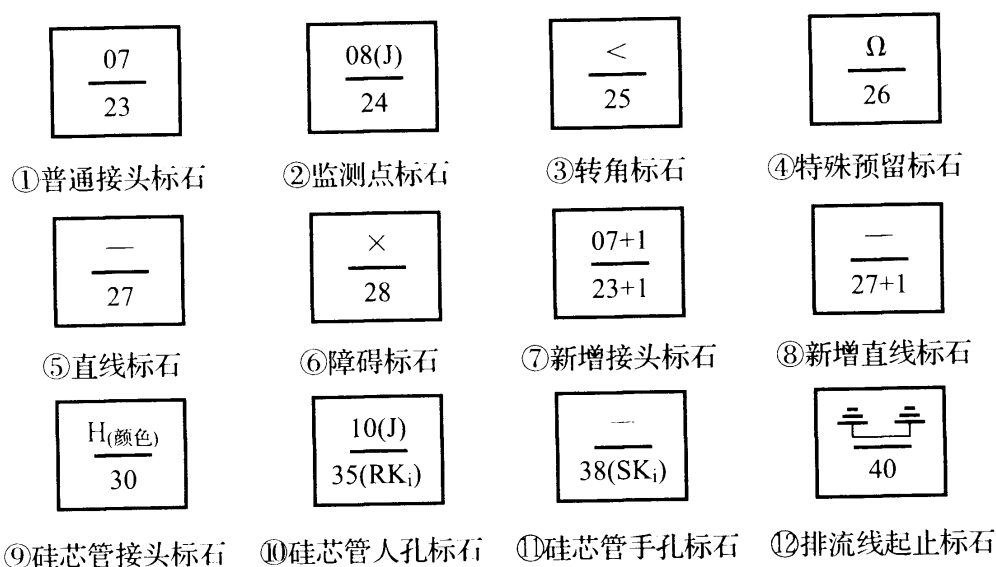 07
23
08(J)
24
<
25
Ω
26
①普通接头标石
②监测点标石
③转角标石
④特殊预留标石
—
27
×
28
07+1
23+1
—
27+1
⑤直线标石
⑥障碍标石
⑦新增接头标石
⑧新增直线标石
H(颜色)
30
10(J)
35(RKi)
—
38(SKi)
40
⑨硅芯管接头标石
⑩硅芯管人孔标石
⑪硅芯管手孔标石
⑫排流线起止标石